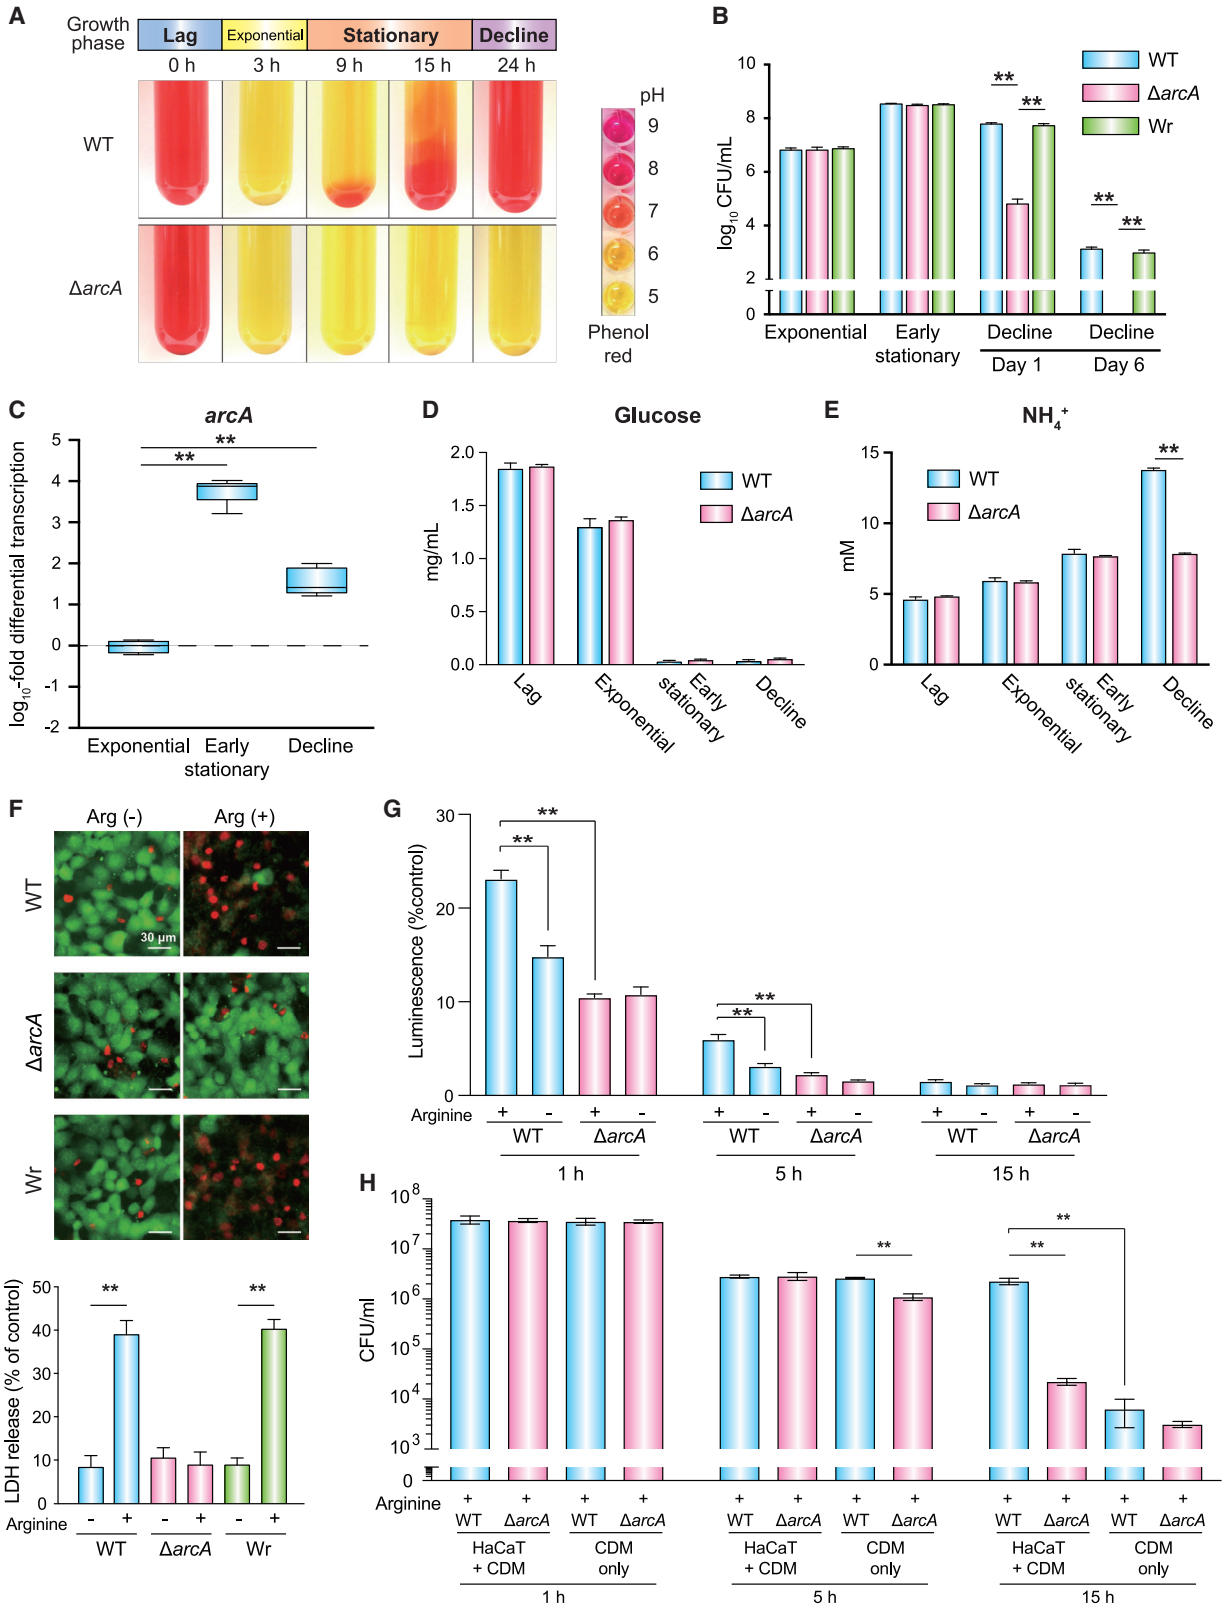 A
Growth phase
Lag
Exponential
Stationary
Decline
0 h
3 h
9 h
15 h
24 h
WT
ΔarcA
pH
9
8
7
6
5
Phenol red
B
WT
ΔarcA
Wr
log10 CFU/mL
10
8
6
4
2
0
**
**
**
**
Exponential
Early stationary
Decline
Decline
Day 1
Day 6
C
arcA
log10-fold differential transcription
5
4
3
2
1
0
-1
-2
**
**
Exponential
Early stationary
Decline
D
Glucose
mg/mL
2.0
1.5
1.0
0.5
0.0
WT
ΔarcA
Lag
Exponential
Early stationary
Decline
E
NH4+
mM
15
10
5
0
WT
ΔarcA
**
Lag
Exponential
Early stationary
Decline
F
Arg (-)
Arg (+)
WT
30 µm
ΔarcA
Wr
LDH release (% of control)
50
40
30
20
10
0
**
**
Arginine - + - + - +
WT ΔarcA Wr
G
Luminescence (%control)
30
20
10
0
**
**
**
**
Arginine + - + - + - + - + - + -
WT ΔarcA WT ΔarcA WT ΔarcA
1 h 5 h 15 h
H
CFU/ml
10^8
10^7
10^6
10^5
10^4
10^3
0
**
**
**
Arginine + + + + + + + + + + + +
WT ΔarcA WT ΔarcA WT ΔarcA WT ΔarcA WT ΔarcA WT ΔarcA
HaCaT CDM HaCaT CDM HaCaT CDM
+ CDM only + CDM only + CDM only
1 h 5 h 15 h